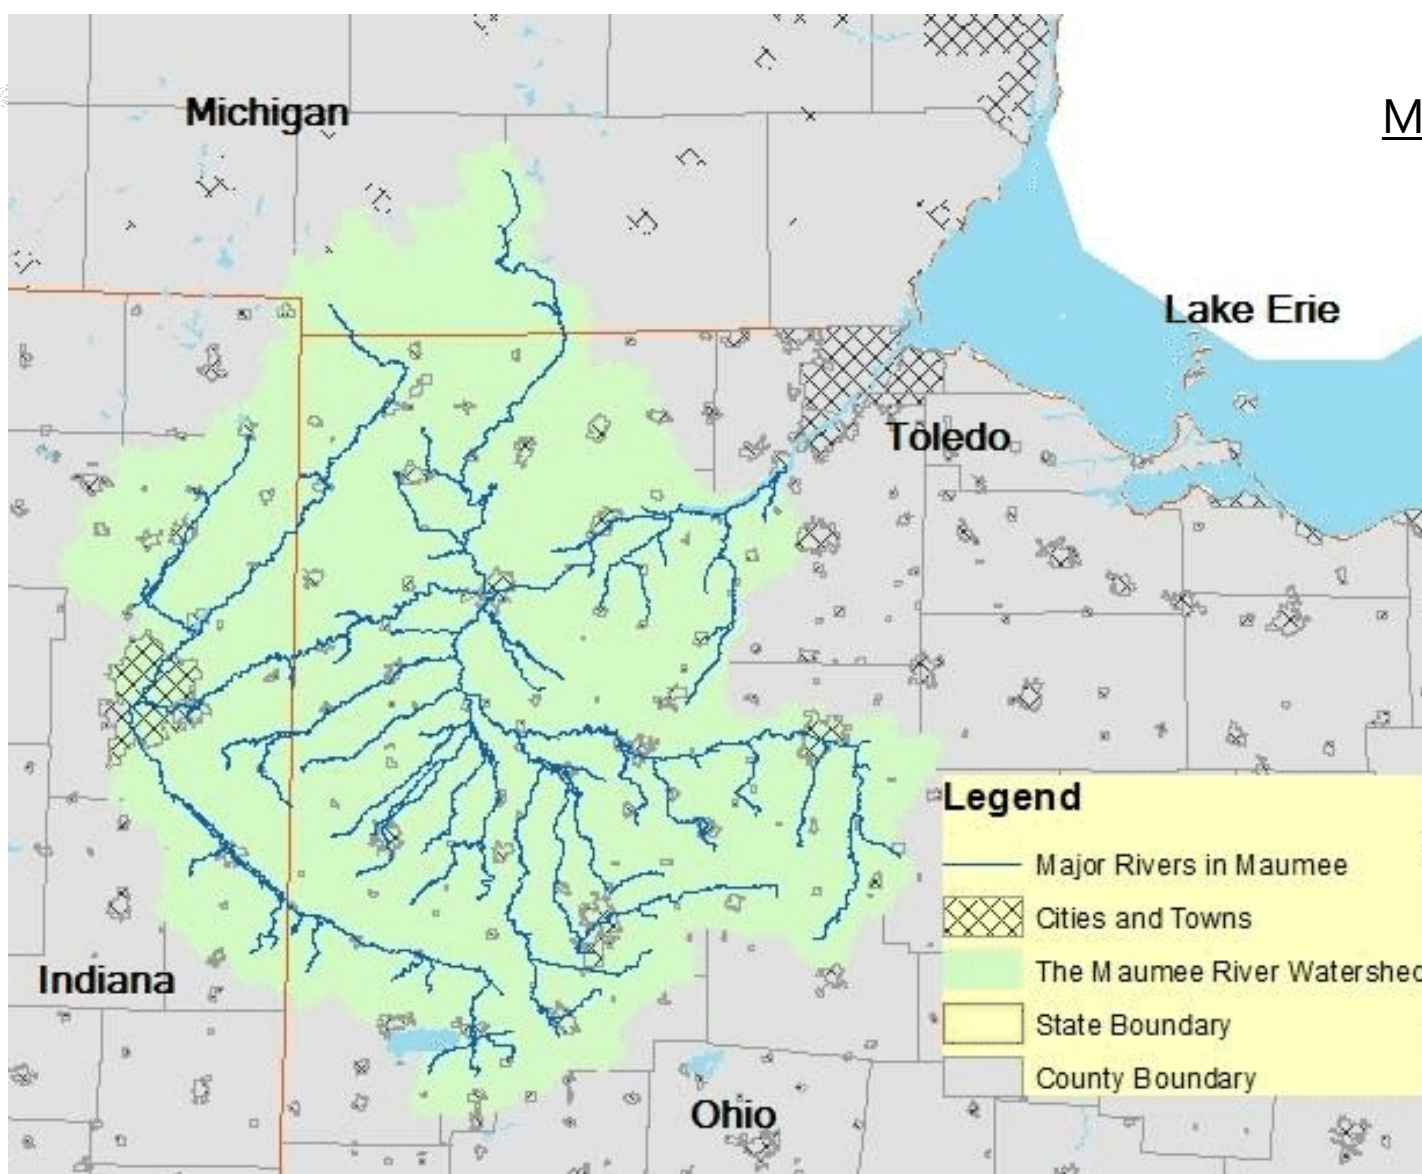 Michigan
M
Lake Erie
Toledo
Legend
Major Rivers in Maumee
Cities and Towns
The Maumee River Watershed
State Boundary
County Boundary
Indiana
Ohio